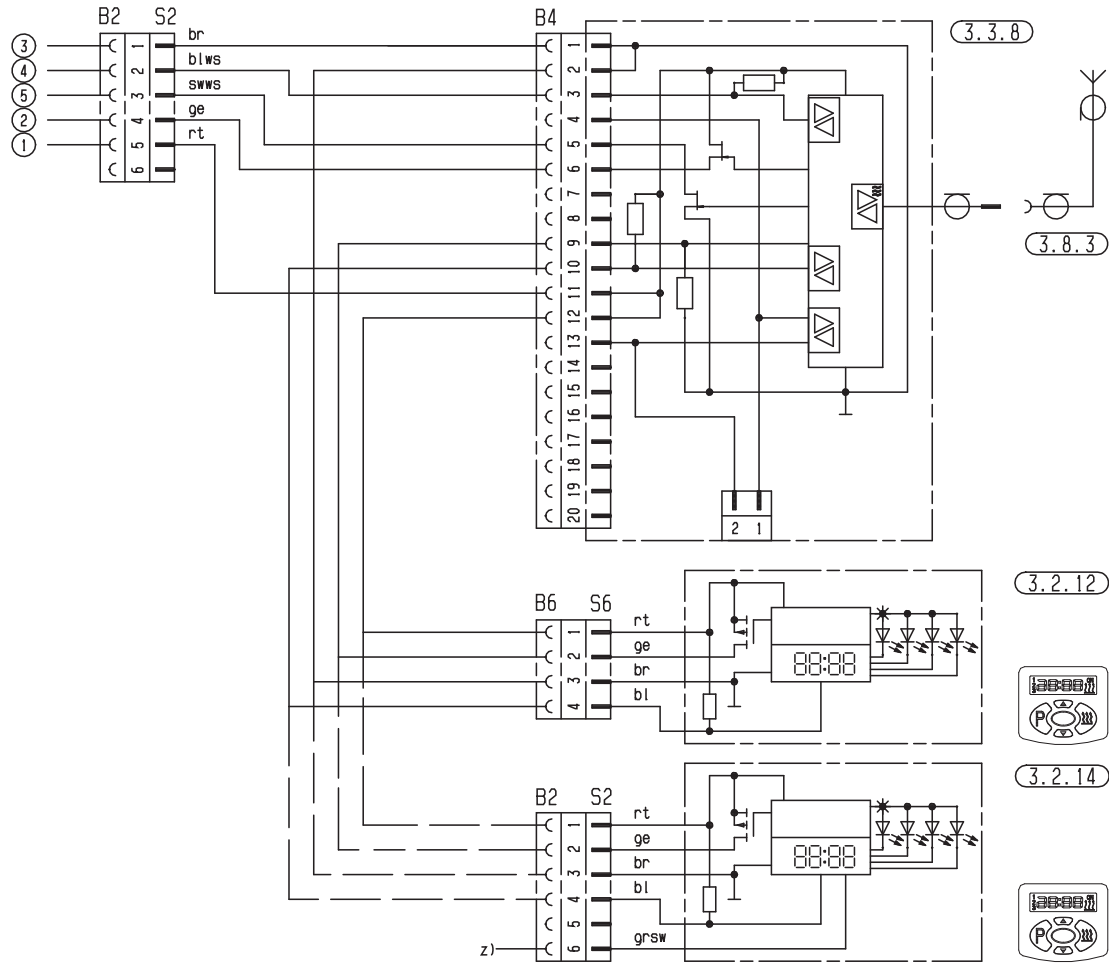 B2 S2
B4
3.3.8
3 1 br 1
4 2 blws 2
5 3 swws 3
2 4 ge 4
1 5 rt 5
6 6
7
8
3.8.3
9
10
11
12
13
14
15
16
17
18
19
20
2 1
3.2.12
B6 S6
1 rt
2 ge
3 br
4 bl
88:88
P
3.2.14
B2 S2
1 rt
2 ge
3 br
4 bl
5
z) 6 grsw
88:88
P